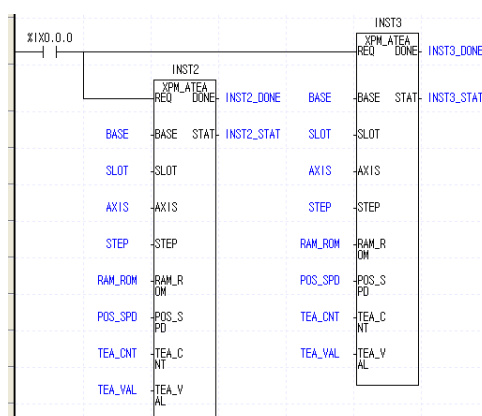 INST3
%IX0.0.0
XPM_ATEA
REQ DONE INST3_DONE
INST2
XPM_ATEA
REQ DONE INST2_DONE
BASE BASE STAT INST3_STAT
BASE BASE STAT INST2_STAT
SLOT SLOT
SLOT SLOT
AXIS AXIS
AXIS AXIS
STEP STEP
STEP STEP
RAM_ROM RAM_R
OM
RAM_ROM RAM_R
OM
POS_SPD POS_S
PD
POS_SPD POS_S
PD
TEA_CNT TEA_C
NT
TEA_CNT TEA_C
NT
TEA_VAL TEA_V
AL
TEA_VAL TEA_V
AL